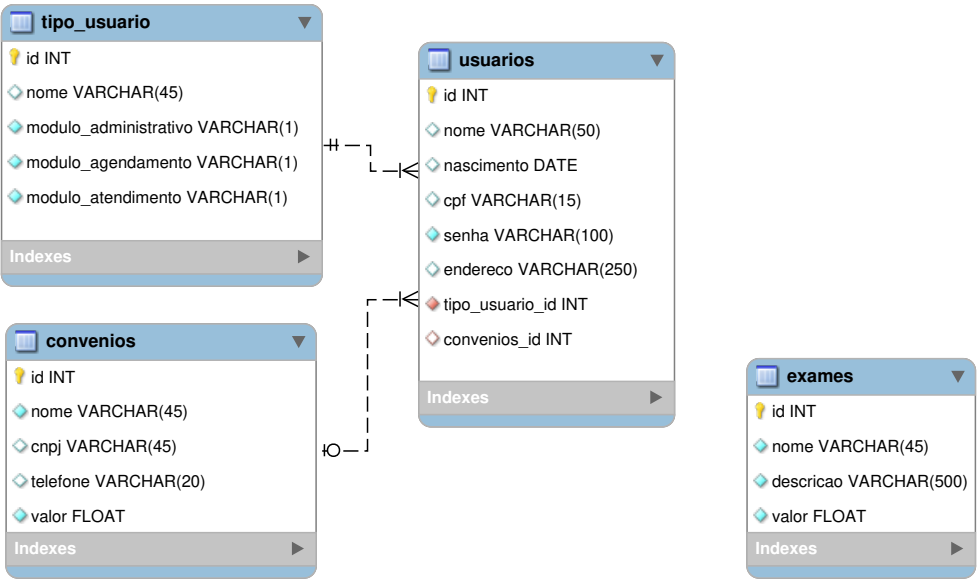 tipo_usuario
id INT
nome VARCHAR(45)
modulo_administrativo VARCHAR(1)
modulo_agendamento VARCHAR(1)
modulo_atendimento VARCHAR(1)
Indexes
usuarios
id INT
nome VARCHAR(50)
nascimento DATE
cpf VARCHAR(15)
senha VARCHAR(100)
endereco VARCHAR(250)
tipo_usuario_id INT
convenios_id INT
Indexes
convenios
id INT
nome VARCHAR(45)
cnpj VARCHAR(45)
telefone VARCHAR(20)
valor FLOAT
Indexes
exames
id INT
nome VARCHAR(45)
descricao VARCHAR(500)
valor FLOAT
Indexes